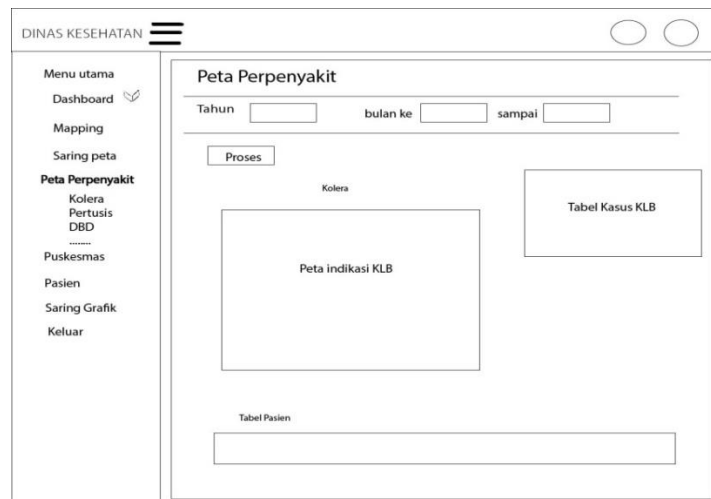 DINAS KESEHATAN
Menu utama
Dashboard
Mapping
Saring peta
Peta Perpenyakit
Kolera
Pertusis
DBD
........
Puskesmas
Pasien
Saring Grafik
Keluar
Peta Perpenyakit
Tahun bulan ke sampai
Proses
Kolera
Peta indikasi KLB
Tabel Kasus KLB
Tabel Pasien